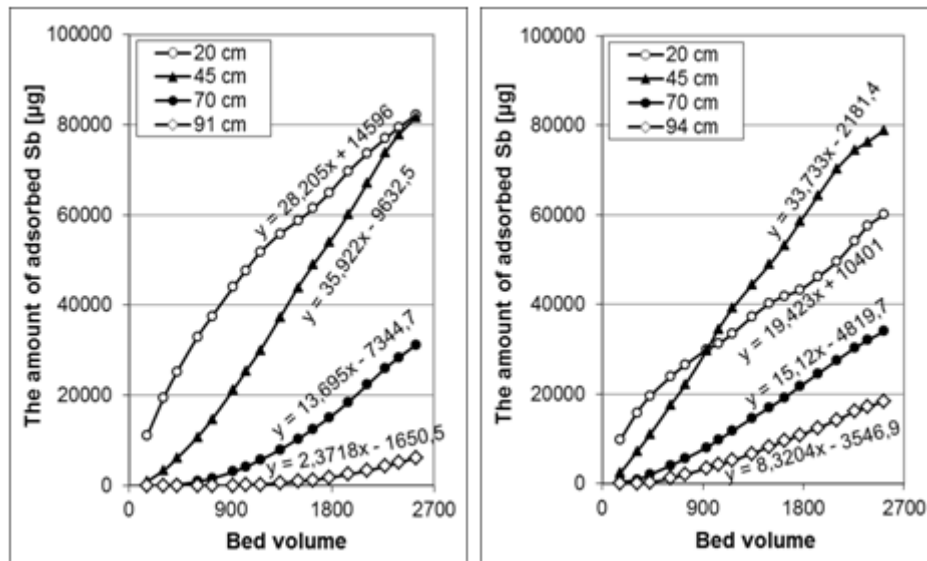 The amount of adsorbed Sb [µg]
100000
80000
60000
40000
20000
0
20 cm
45 cm
70 cm
91 cm
y = 28,205x + 14596
y = 35,922x - 9632,5
y = 13,695x - 7344,7
y = 2,3718x - 1650,5
0 900 1800 2700
Bed volume
The amount of adsorbed Sb [µg]
100000
80000
60000
40000
20000
0
20 cm
45 cm
70 cm
94 cm
y = 33,733x - 2181,4
y = 19,423x + 10401
y = 15,12x - 4819,7
y = 8,3204x - 3546,9
0 900 1800 2700
Bed volume